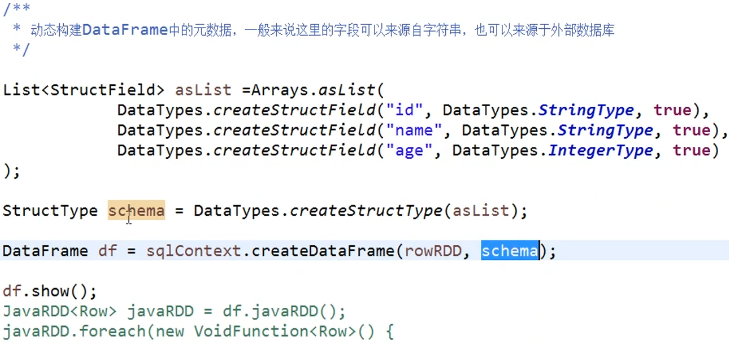 /**
 * 动态构建DataFrame中的元数据，一般来说这里的字段可以来源自字符串，也可以来源于外部数据库
 */
List<StructField> asList =Arrays.asList(
DataTypes.createStructField("id", DataTypes.StringType, true),
DataTypes.createStructField("name", DataTypes.StringType, true),
DataTypes.createStructField("age", DataTypes.IntegerType, true)
);
StructType schema = DataTypes.createStructType(asList);
DataFrame df = sqlContext.createDataFrame(rowRDD, schema);
df.show();
JavaRDD<Row> javaRDD = df.javaRDD();
javaRDD.foreach(new VoidFunction<Row>() {